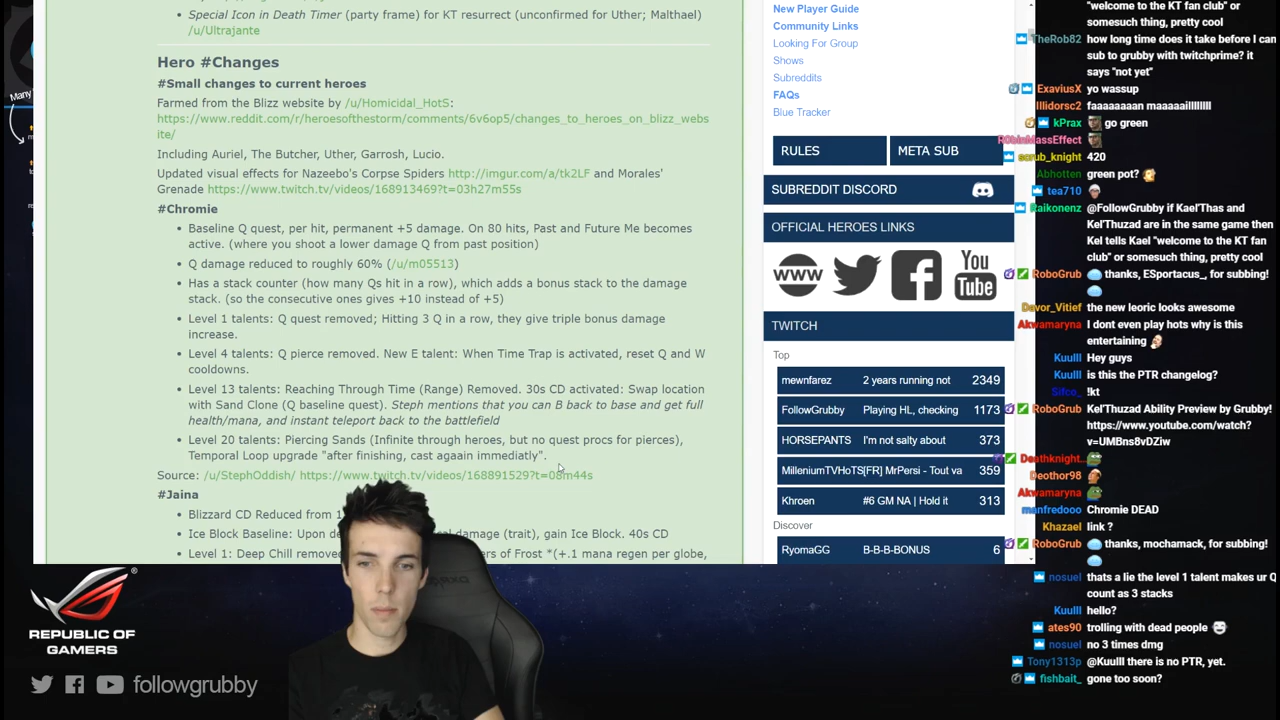 Special Icon in Death Timer (party frame) for KT resurrect (unconfirmed for Uther; Malthael)
/u/Ultrajante
Hero #Changes
#Small changes to current heroes
Farmed from the Blizz website by /u/Homicidal_HotS:
https://www.reddit.com/r/heroesofthestorm/comments/6v6op5/changes_to_heroes_on_blizz_webs
ite/
Including Auriel, The Butcher, Uther, Garrosh, Lucio.
Updated visual effects for Nazeebo's Corpse Spiders http://imgur.com/a/tk2LF and Morales'
Grenade https://www.twitch.tv/videos/168913469?t=03h27m55s
#Chromie
Baseline Q quest, per hit, permanent +5 damage. On 80 hits, Past and Future Me becomes
active. (where you shoot a lower damage Q from past position)
Q damage reduced to roughly 60% (/u/m05513)
Has a stack counter (how many Qs hit in a row), which adds a bonus stack to the damage
stack. (so the consecutive ones gives +10 instead of +5)
Level 1 talents: Q quest removed; Hitting 3 Q in a row, they give triple bonus damage
increase.
Level 4 talents: Q pierce removed. New E talent: When Time Trap is activated, reset Q and W
cooldowns.
Level 13 talents: Reaching Through Time (Range) Removed. 30s CD activated: Swap location
with Sand Clone (Q baseline quest). Steph mentions that you can B back to base and get full
health/mana, and instant teleport back to the battlefield
Level 20 talents: Piercing Sands (Infinite through heroes, but no quest procs for pierces),
Temporal Loop upgrade "after finishing, cast agaain immediatly".
Source: /u/StephOddish/ https://www.twitch.tv/videos/168891529?t=08m44s
#Jaina
Blizzard CD Reduced from 1
Ice Block Baseline: Upon de al damage (trait), gain Ice Block. 40s CD
Level 1: Deep Chill remove ers of Frost *(+.1 mana regen per globe,
New Player Guide
Community Links
Looking For Group
Shows
Subreddits
FAQs
Blue Tracker
RULES
META SUB
SUBREDDIT DISCORD
OFFICIAL HEROES LINKS
WWW
You
Tube
TWITCH
Top
mewnfarez 2 years running not 2349
FollowGrubby Playing HL, checking 1173
HORSEPANTS I'm not salty about 373
MilleniumTVHoTS[FR] MrPersi - Tout va 359
Khroen #6 GM NA | Hold it 313
Discover
RyomaGG B-B-B-BONUS 6
"welcome to the KT fan club" or
somesuch thing, pretty cool
TheRob82 how long time does it take before I can
sub to grubby with twitchprime? it
says "not yet"
ExaviusX yo wassup
Illidorsc2 faaaaaaaan maaaaailllllllll
kPrax go green
R0binMassEffect
scrub_knight 420
Abhotten green pot?
tea710
Raikonenz @FollowGrubby if Kael'Thas and
Kel'Thuzad are in the same game then
Kel tells Kael "welcome to the KT fan
club" or somesuch thing, pretty cool
RoboGrub thanks, ESportacus_, for subbing!
Davor_Vitief the new leoric looks awesome
Akwamaryna I dont even play hots why is this
entertaining
Kuulll Hey guys
Kuulll is this the PTR changelog?
Sifco_ !kt
RoboGrub Kel'Thuzad Ability Preview by Grubby!
https://www.youtube.com/watch?
v=UMBns8vDZiw
Deathknight..
Deothor98
Akwamaryna
manfredooo Chromie DEAD
Khazael link ?
RoboGrub thanks, mochamack, for subbing!
nosuel thats a lie the level 1 talent makes ur Q
count as 3 stacks
Kuulll hello?
ates90 trolling with dead people
nosuel no 3 times dmg
Tony1313p @Kuulll there is no PTR, yet.
fishbait_ gone too soon?
Many
REPUBLIC OF
GAMERS
followgrubby